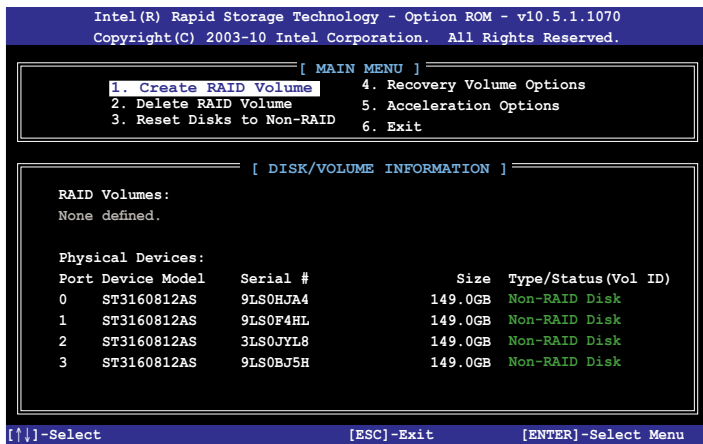 Intel(R) Rapid Storage Technology - Option ROM - v10.5.1.1070
Copyright(C) 2003-10 Intel Corporation. All Rights Reserved.
[ MAIN MENU ]
1. Create RAID Volume
2. Delete RAID Volume
3. Reset Disks to Non-RAID
4. Recovery Volume Options
5. Acceleration Options
6. Exit
[ DISK/VOLUME INFORMATION ]
RAID Volumes:
None defined.
Physical Devices:
Port Device Model Serial # Size Type/Status(Vol ID)
0 ST3160812AS 9LS0HJA4 149.0GB Non-RAID Disk
1 ST3160812AS 9LS0F4HL 149.0GB Non-RAID Disk
2 ST3160812AS 3LS0JYL8 149.0GB Non-RAID Disk
3 ST3160812AS 9LS0BJ5H 149.0GB Non-RAID Disk
[↑↓]-Select [ESC]-Exit [ENTER]-Select Menu